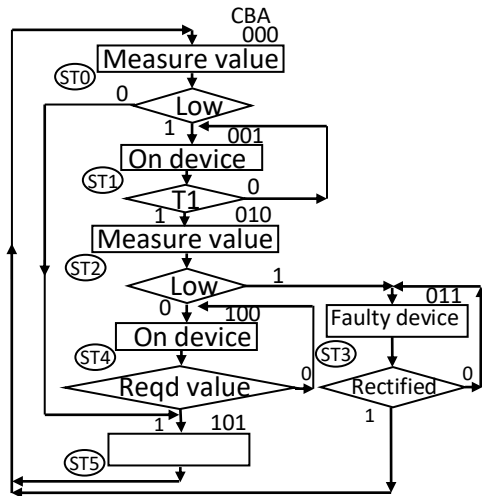 CBA
000
Measure value
ST0
0
Low
1
001
On device
ST1
T1
0
1
010
Measure value
ST2
Low
1
0
100
011
On device
Faulty device
ST4
ST3
Reqd value
0
Rectified
0
1
101
1
ST5